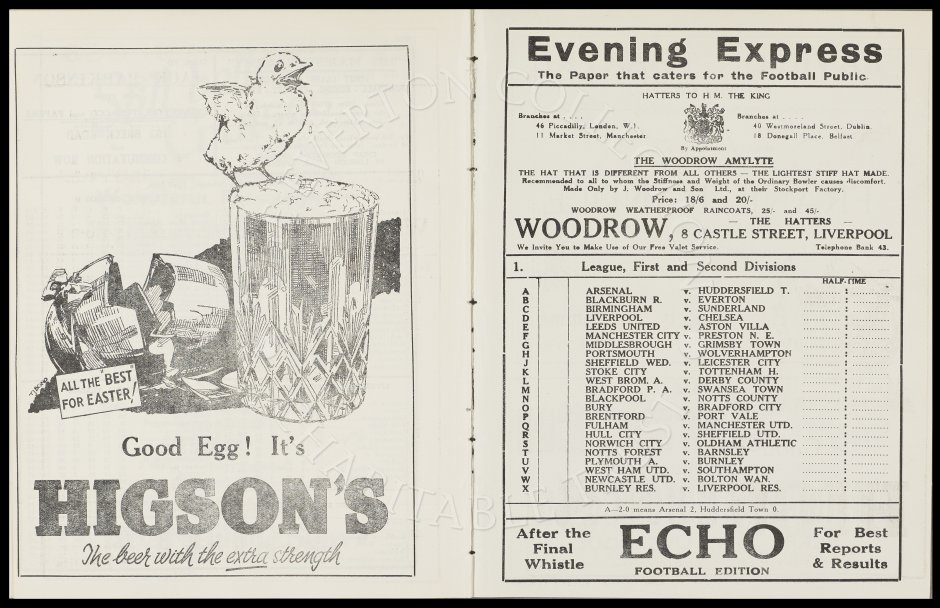 ALL THE BEST
FOR EASTER!
Good Egg! It's
HIGSON'S
The beer with the extra strength
Evening Express
The Paper that caters for the Football Public
HATTERS TO H M. THE KING
Branches at . . . .
46 Piccadilly, London, W.1.
11 Market Street, Manchester
Branches at . . . .
40 Westmoreland Street, Dublin.
18 Donegall Place, Belfast
By Appointment
THE WOODROW AMYLYTE
THE HAT THAT IS DIFFERENT FROM ALL OTHERS — THE LIGHTEST STIFF HAT MADE.
Recommended to all to whom the Stiffness and Weight of the Ordinary Bowler causes discomfort.
Made Only by J. Woodrow and Son Ltd., at their Stockport Factory.
Price: 18/6 and 20/-
WOODROW WEATHERPROOF RAINCOATS, 25/- and 45/-
WOODROW, — THE HATTERS —
8 CASTLE STREET, LIVERPOOL
We Invite You to Make Use of Our Free Valet Service. Telephone Bank 43.
1. League, First and Second Divisions
HALF-TIME
A ARSENAL v. HUDDERSFIELD T. .......... : ..........
B BLACKBURN R. v. EVERTON .......... : ..........
C BIRMINGHAM v. SUNDERLAND .......... : ..........
D LIVERPOOL v. CHELSEA .......... : ..........
E LEEDS UNITED v. ASTON VILLA .......... : ..........
F MANCHESTER CITY v. PRESTON N. E. .......... : ..........
G MIDDLESBROUGH v. GRIMSBY TOWN .......... : ..........
H PORTSMOUTH v. WOLVERHAMPTON .......... : ..........
J SHEFFIELD WED. v. LEICESTER CITY .......... : ..........
K STOKE CITY v. TOTTENHAM H. .......... : ..........
L WEST BROM. A. v. DERBY COUNTY .......... : ..........
M BRADFORD P. A. v. SWANSEA TOWN .......... : ..........
N BLACKPOOL v. NOTTS COUNTY .......... : ..........
O BURY v. BRADFORD CITY .......... : ..........
P BRENTFORD v. PORT VALE .......... : ..........
Q FULHAM v. MANCHESTER UTD. .......... : ..........
R HULL CITY v. SHEFFIELD UTD. .......... : ..........
S NORWICH CITY v. OLDHAM ATHLETIC .......... : ..........
T NOTTS FOREST v. BARNSLEY .......... : ..........
U PLYMOUTH A. v. BURNLEY .......... : ..........
V WEST HAM UTD. v. SOUTHAMPTON .......... : ..........
W NEWCASTLE UTD. v. BOLTON WAN. .......... : ..........
X BURNLEY RES. v. LIVERPOOL RES. .......... : ..........
A—2-0 means Arsenal 2, Huddersfield Town 0.
After the
Final
Whistle
ECHO
FOOTBALL EDITION
For Best
Reports
& Results
EVERTON